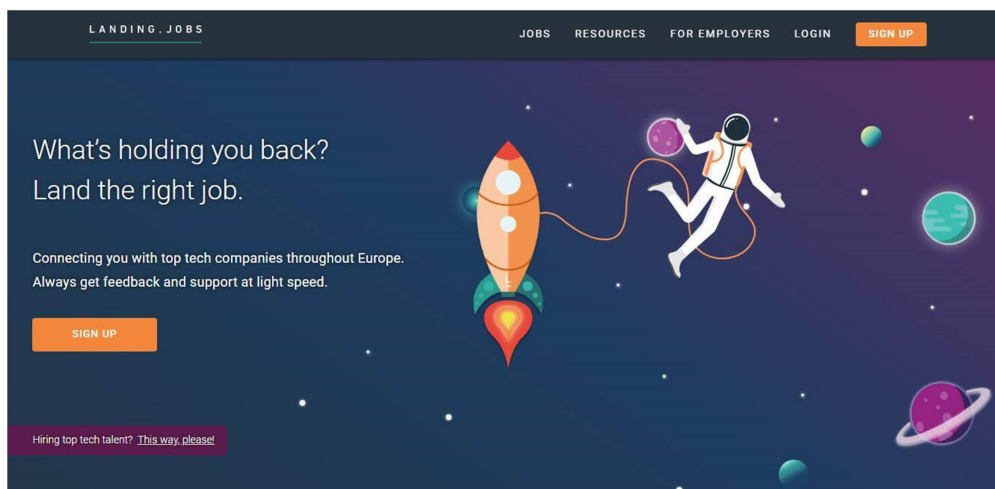 LANDING.JOBS
JOBS RESOURCES FOR EMPLOYERS LOGIN SIGN UP
What's holding you back?
Land the right job.
Connecting you with top tech companies throughout Europe.
Always get feedback and support at light speed.
SIGN UP
Hiring top tech talent? This way, please!